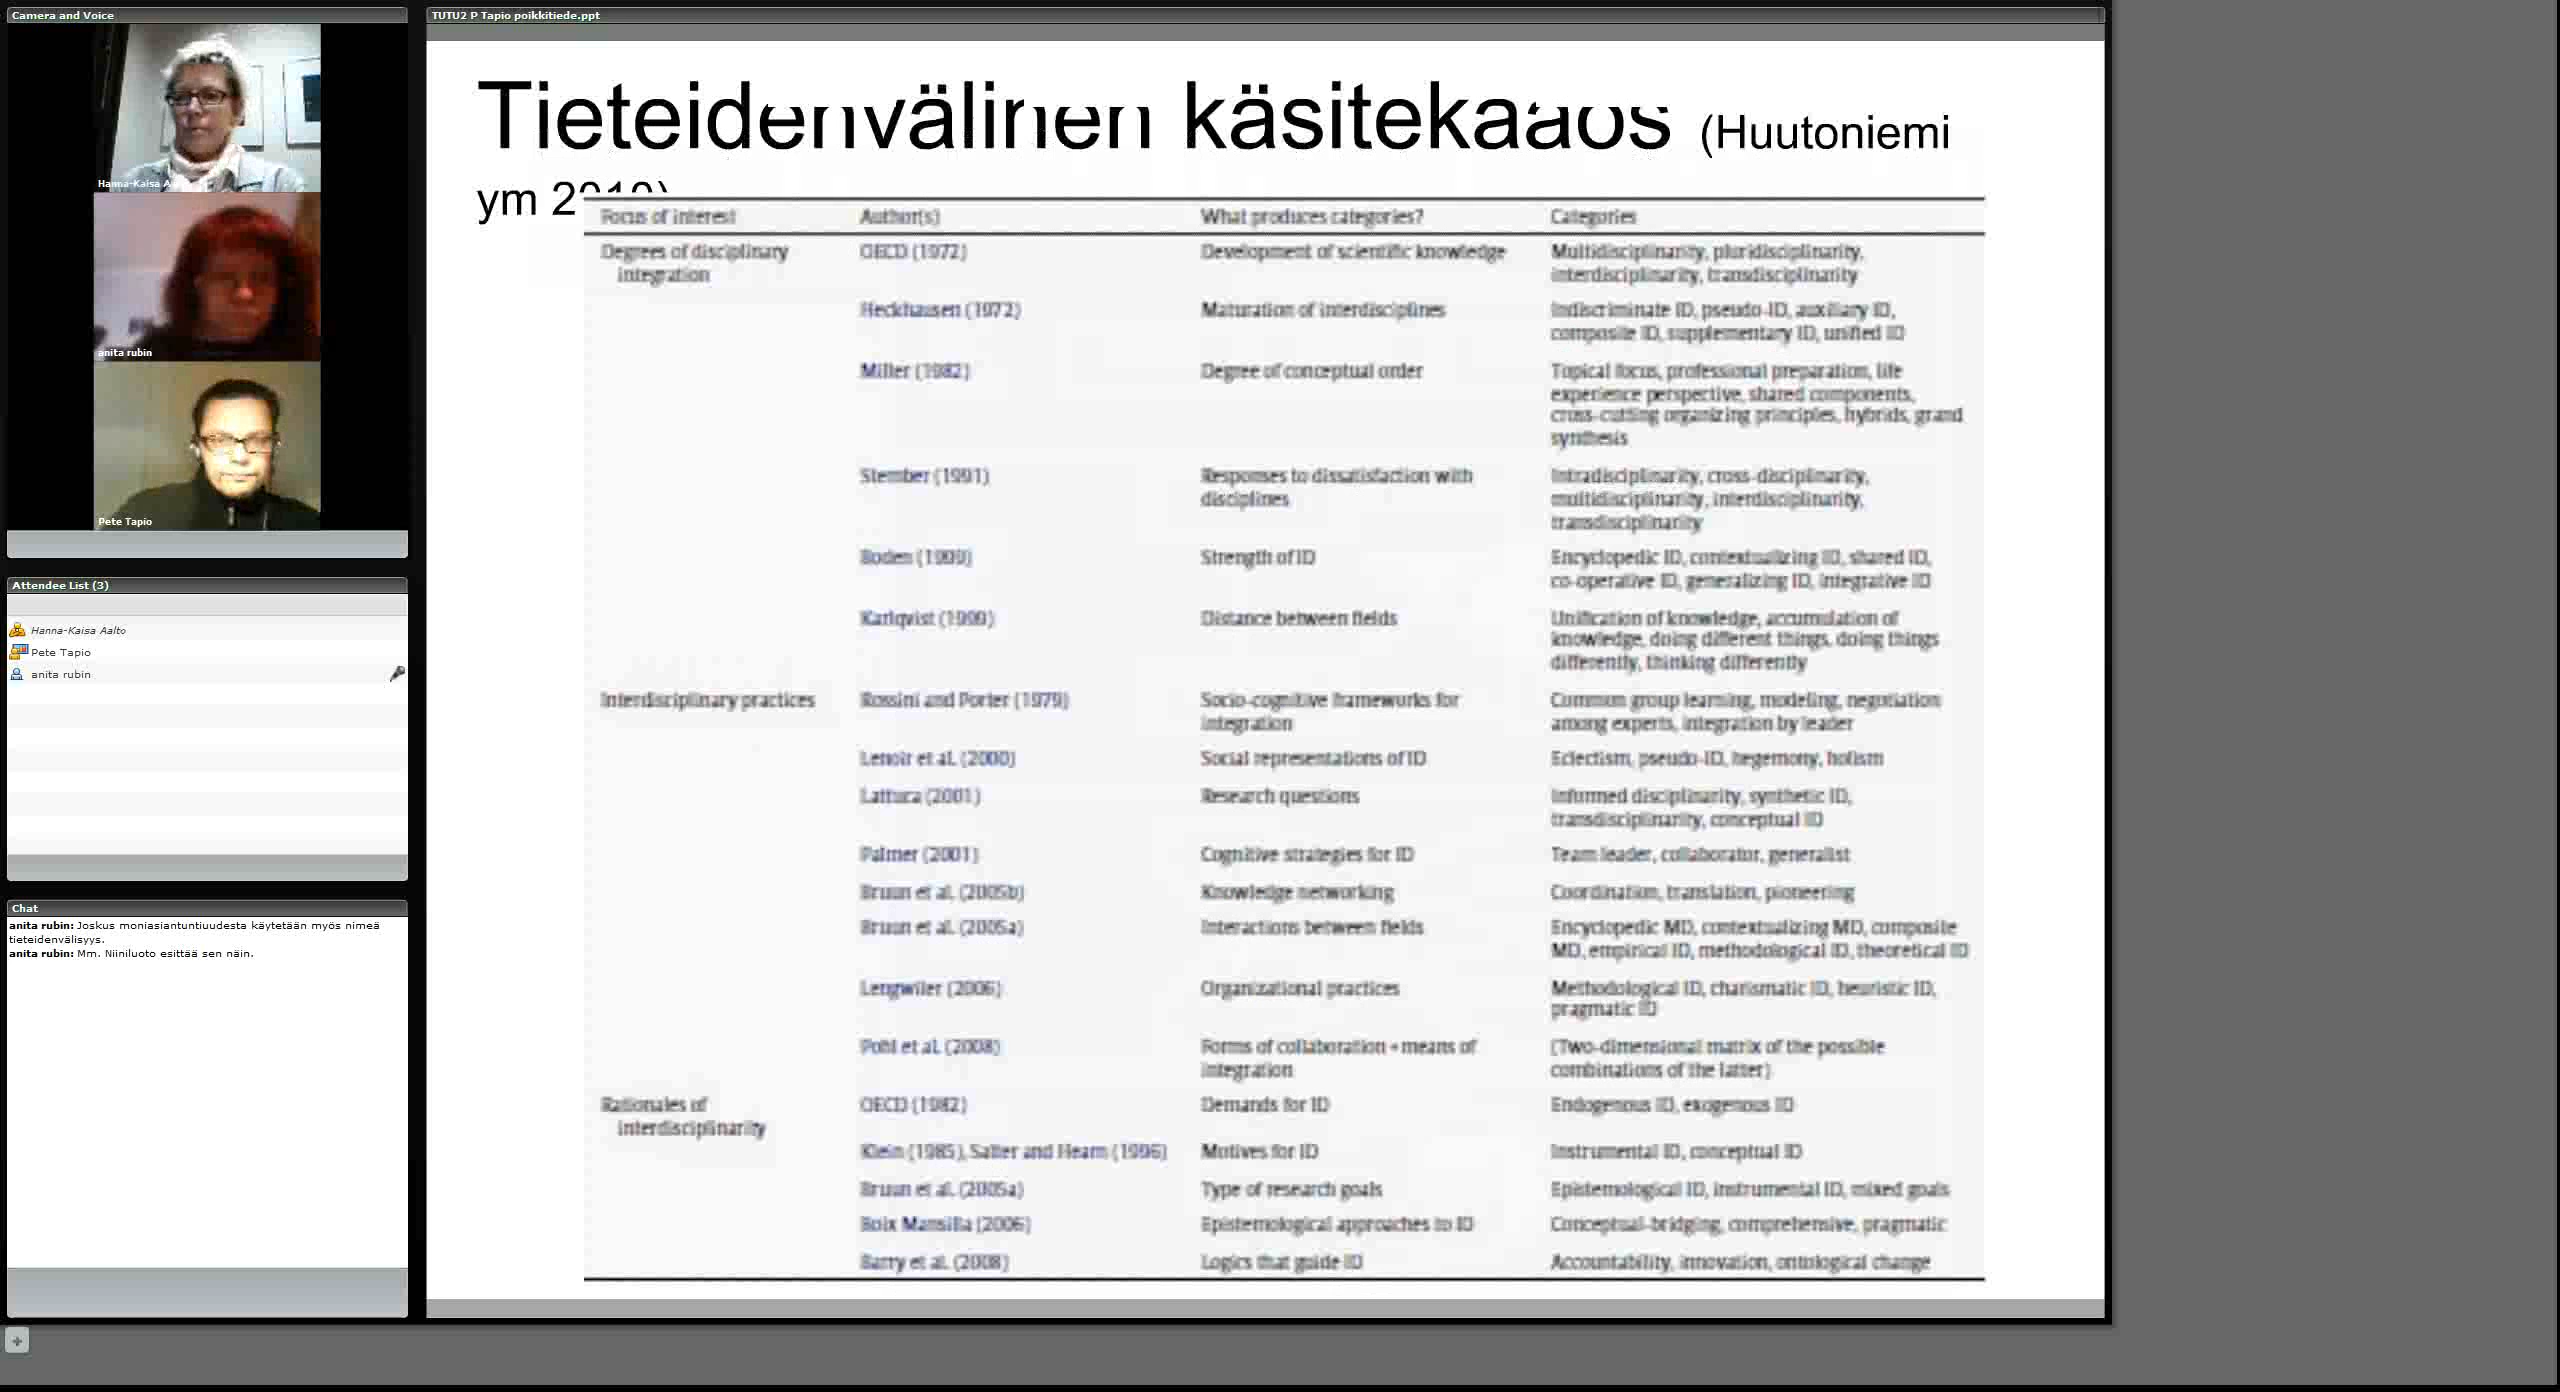 Camera and Voice
Hanna-Kaisa A
anita rubin
Pete Tapio
Attendee List (3)
Hanna-Kaisa Aalto
Pete Tapio
anita rubin
Chat
anita rubin: Joskus moniasiantuntiuudesta käytetään myös nimeä
tieteidenvälisyys.
anita rubin: Mm. Niiniluoto esittää sen näin.
TUTU2 P Tapio poikkitiede.ppt
Tieteidenvälinen käsitekaaos (Huutoniemi
ym 2010)
Focus of interest Author(s) What produces categories? Categories
Degrees of disciplinary OECD (1972) Development of scientific knowledge Multidisciplinarity, pluridisciplinarity,
integration interdisciplinarity, transdisciplinarity
Heckhausen (1972) Maturation of interdisciplines Indiscriminate ID, pseudo-ID, auxiliary ID,
composite ID, supplementary ID, unified ID
Miller (1982) Degree of conceptual order Topical focus, professional preparation, life
experience perspective, shared components,
cross-cutting organizing principles, hybrids, grand
synthesis
Stember (1991) Responses to dissatisfaction with Intradisciplinarity, cross-disciplinarity,
disciplines multidisciplinarity, interdisciplinarity,
transdisciplinarity
Boden (1999) Strength of ID Encyclopedic ID, contextualizing ID, shared ID,
co-operative ID, generalizing ID, integrative ID
Karlqvist (1999) Distance between fields Unification of knowledge, accumulation of
knowledge, doing different things, doing things
differently, thinking differently
Interdisciplinary practices Rossini and Porter (1979) Socio-cognitive frameworks for Common group learning, modeling, negotiation
integration among experts, integration by leader
Lenoir et al. (2000) Social representations of ID Eclectism, pseudo-ID, hegemony, holism
Lattuca (2001) Research questions Informed disciplinarity, synthetic ID,
transdisciplinarity, conceptual ID
Palmer (2001) Cognitive strategies for ID Team leader, collaborator, generalist
Bruun et al. (2005b) Knowledge networking Coordination, translation, pioneering
Bruun et al. (2005a) Interactions between fields Encyclopedic MD, contextualizing MD, composite
MD, empirical ID, methodological ID, theoretical ID
Lengwiler (2006) Organizational practices Methodological ID, charismatic ID, heuristic ID,
pragmatic ID
Pohl et al. (2008) Forms of collaboration + means of (Two-dimensional matrix of the possible
integration combinations of the latter)
Rationales of OECD (1982) Demands for ID Endogenous ID, exogenous ID
interdisciplinarity
Klein (1985), Salter and Hearn (1996) Motives for ID Instrumental ID, conceptual ID
Bruun et al. (2005a) Type of research goals Epistemological ID, instrumental ID, mixed goals
Boix Mansilla (2006) Epistemological approaches to ID Conceptual-bridging, comprehensive, pragmatic
Barry et al. (2008) Logics that guide ID Accountability, innovation, ontological change